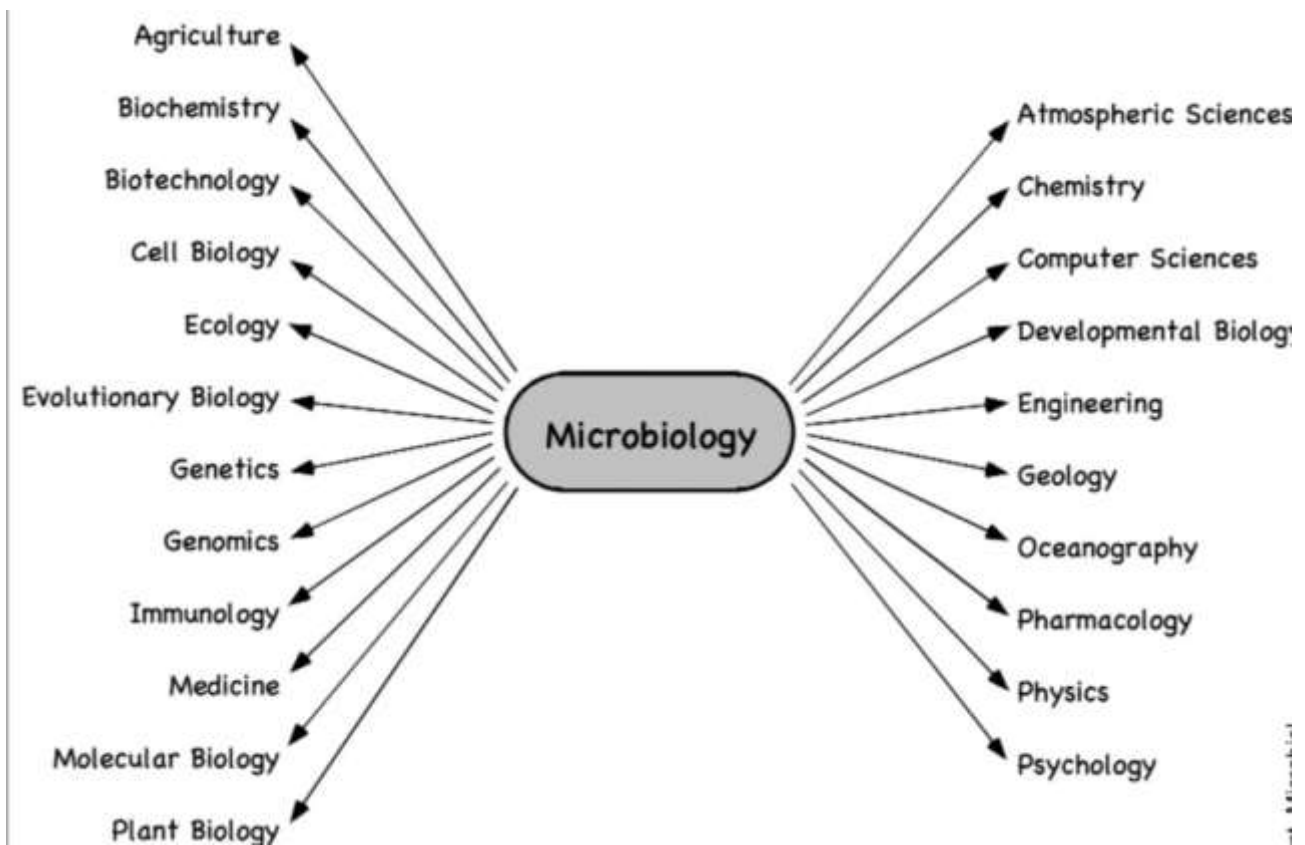 Agriculture
Biochemistry
Biotechnology
Cell Biology
Ecology
Evolutionary Biology
Genetics
Genomics
Immunology
Medicine
Molecular Biology
Plant Biology
Microbiology
Atmospheric Sciences
Chemistry
Computer Sciences
Developmental Biology
Engineering
Geology
Oceanography
Pharmacology
Physics
Psychology